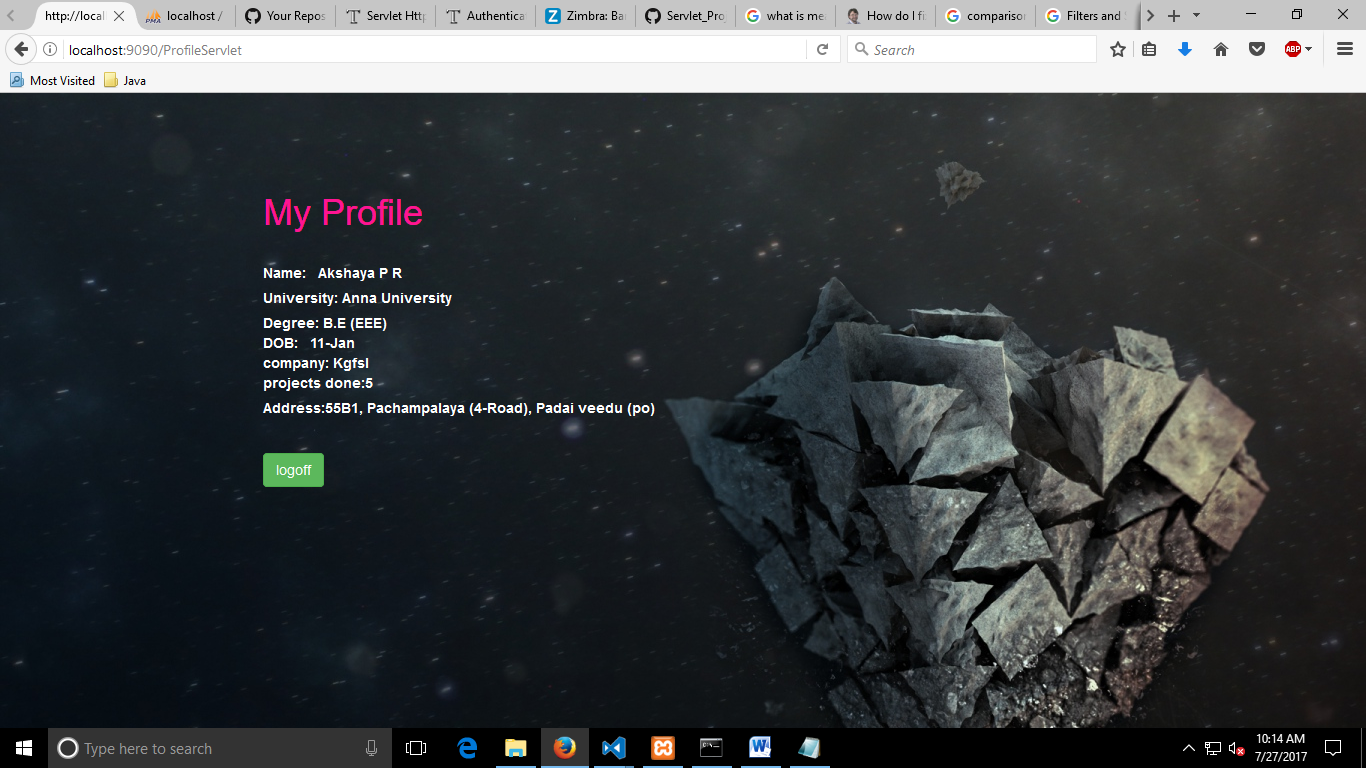 http://local
localhost /
Your Repos
Servlet Htt
Authentica
Zimbra: Ba
Servlet_Pro
what is me
How do I fi
comparison
Filters and
localhost:9090/ProfileServlet
Search
ABP
Most Visited
Java
My Profile
Name: Akshaya P R
University: Anna University
Degree: B.E (EEE)
DOB: 11-Jan
company: Kgfsl
projects done:5
Address:55B1, Pachampalaya (4-Road), Padai veedu (po)
logoff
Type here to search
10:14 AM
7/27/2017